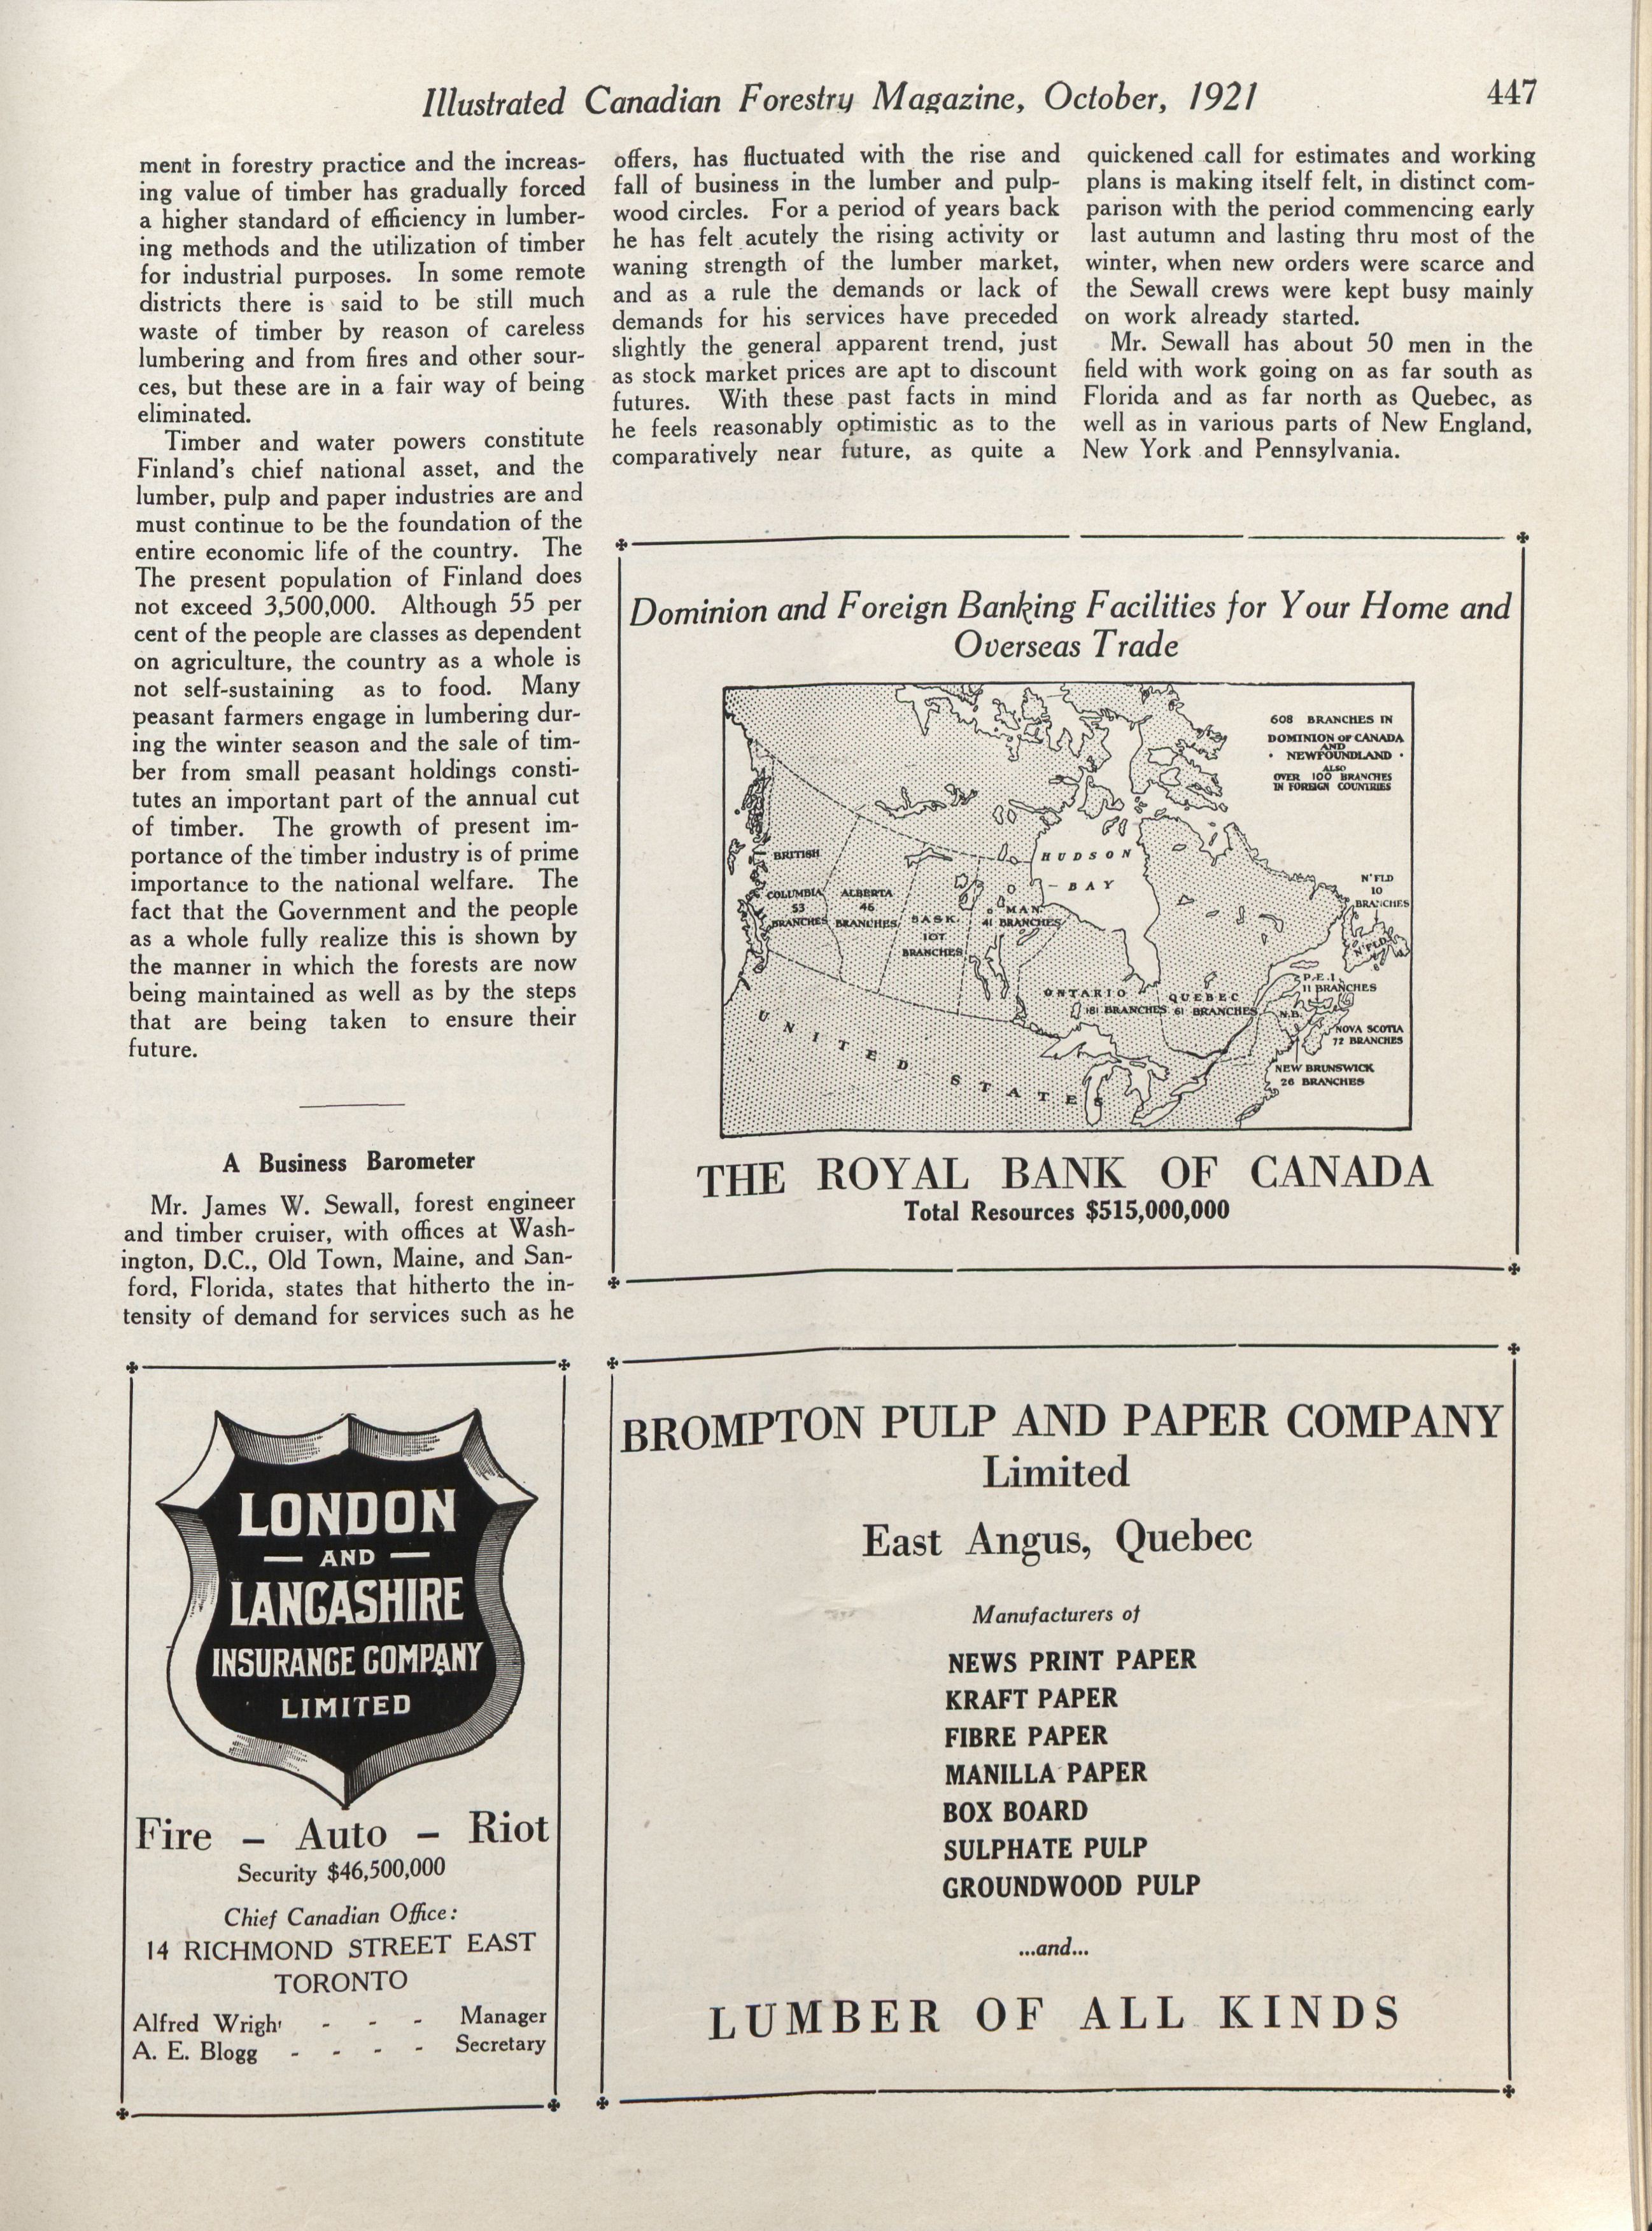 Illustrated Canadian Forestry Magazine, October, 1921
447
ment in forestry practice and the increas-
ing value of timber has gradually forced
a higher standard of efficiency in lumber-
ing methods and the utilization of timber
for industrial purposes. In some remote
districts there is said to be still much
waste of timber by reason of careless
lumbering and from fires and other sour-
ces, but these are in a fair way of being
eliminated.
Timber and water powers constitute
Finland's chief national asset, and the
lumber, pulp and paper industries are and
must continue to be the foundation of the
entire economic life of the country. The
The present population of Finland does
not exceed 3,500,000. Although 55 per
cent of the people are classes as dependent
on agriculture, the country as a whole is
not self-sustaining as to food. Many
peasant farmers engage in lumbering dur-
ing the winter season and the sale of tim-
ber from small peasant holdings consti-
tutes an important part of the annual cut
of timber. The growth of present im-
portance of the timber industry is of prime
importance to the national welfare. The
fact that the Government and the people
as a whole fully realize this is shown by
the manner in which the forests are now
being maintained as well as by the steps
that are being taken to ensure their
future.
A Business Barometer
Mr. James W. Sewall, forest engineer
and timber cruiser, with offices at Wash-
ington, D.C., Old Town, Maine, and San-
ford, Florida, states that hitherto the in-
tensity of demand for services such as he
offers, has fluctuated with the rise and
fall of business in the lumber and pulp-
wood circles. For a period of years back
he has felt acutely the rising activity or
waning strength of the lumber market,
and as a rule the demands or lack of
demands for his services have preceded
slightly the general apparent trend, just
as stock market prices are apt to discount
futures. With these past facts in mind
he feels reasonably optimistic as to the
comparatively near future, as quite a
quickened call for estimates and working
plans is making itself felt, in distinct com-
parison with the period commencing early
last autumn and lasting thru most of the
winter, when new orders were scarce and
the Sewall crews were kept busy mainly
on work already started.
Mr. Sewall has about 50 men in the
field with work going on as far south as
Florida and as far north as Quebec, as
well as in various parts of New England,
New York and Pennsylvania.
Dominion and Foreign Banking Facilities for Your Home and
Overseas Trade
608 BRANCHES IN
DOMINION OF CANADA
AND
NEWFOUNDLAND
ALSO
OVER 100 BRANCHES
IN FOREIGN COUNTRIES
HUDSON
BAY
BRITISH
COLUMBIA
53
BRANCHES
ALBERTA
46
BRANCHES
SASK.
107
BRANCHES
MAN.
41 BRANCHES
ONTARIO
181 BRANCHES
QUEBEC
61 BRANCHES
N'FLD
10
BRANCHES
N'FLD.
P.E.I.
11 BRANCHES
N.B.
NOVA SCOTIA
72 BRANCHES
NEW BRUNSWICK
26 BRANCHES
UNITED STATES
THE ROYAL BANK OF CANADA
Total Resources $515,000,000
LONDON
AND
LANCASHIRE
INSURANCE COMPANY
LIMITED
Fire - Auto - Riot
Security $46,500,000
Chief Canadian Office:
14 RICHMOND STREET EAST
TORONTO
Alfred Wright - - - Manager
A. E. Blogg - - - - Secretary
BROMPTON PULP AND PAPER COMPANY
Limited
East Angus, Quebec
Manufacturers of
NEWS PRINT PAPER
KRAFT PAPER
FIBRE PAPER
MANILLA PAPER
BOX BOARD
SULPHATE PULP
GROUNDWOOD PULP
...and...
LUMBER OF ALL KINDS